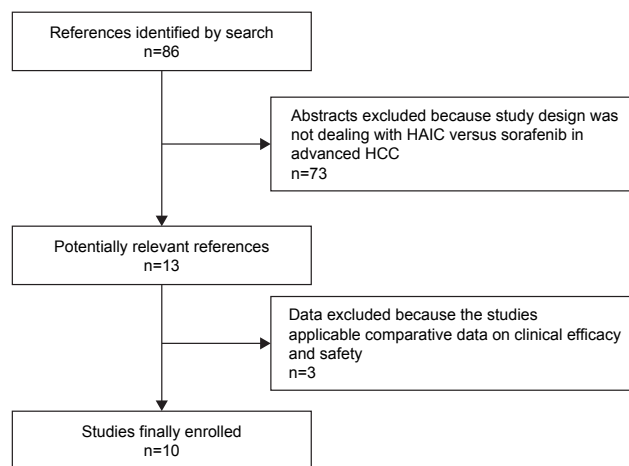 References identified by search
n=86
Abstracts excluded because study design was
not dealing with HAIC versus sorafenib in
advanced HCC
n=73
Potentially relevant references
n=13
Data excluded because the studies
applicable comparative data on clinical efficacy
and safety
n=3
Studies finally enrolled
n=10